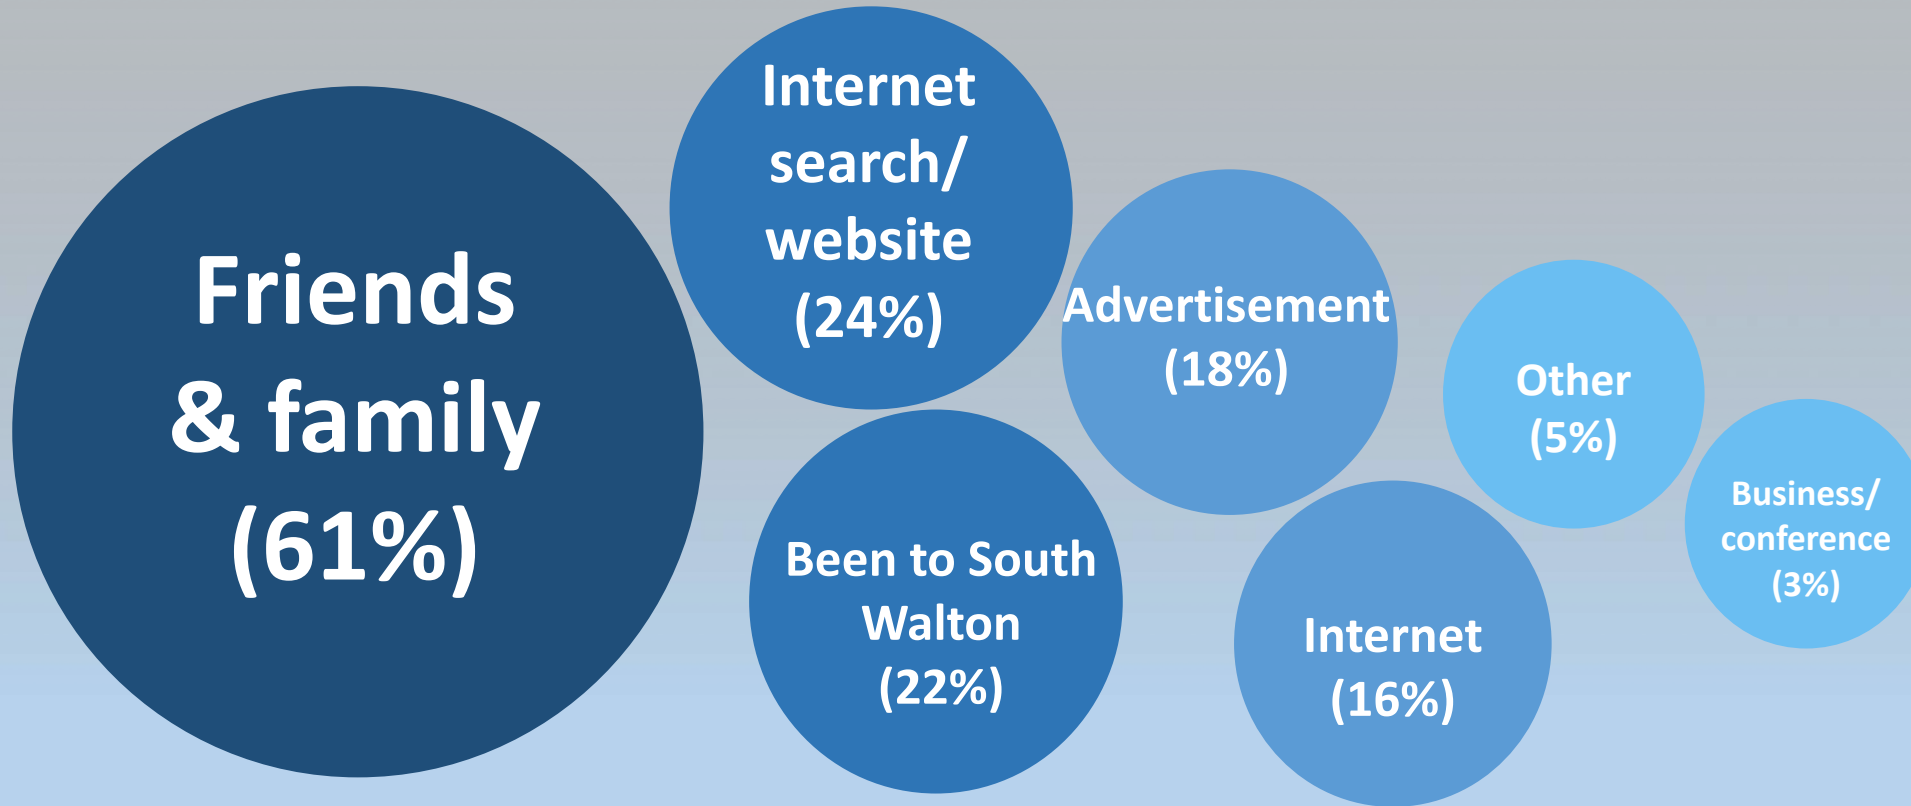 Friends
& family
(61%)
Internet
search/
website
(24%)
Been to South
Walton
(22%)
Advertisement
(18%)
Internet
(16%)
Other
(5%)
Business/
conference
(3%)